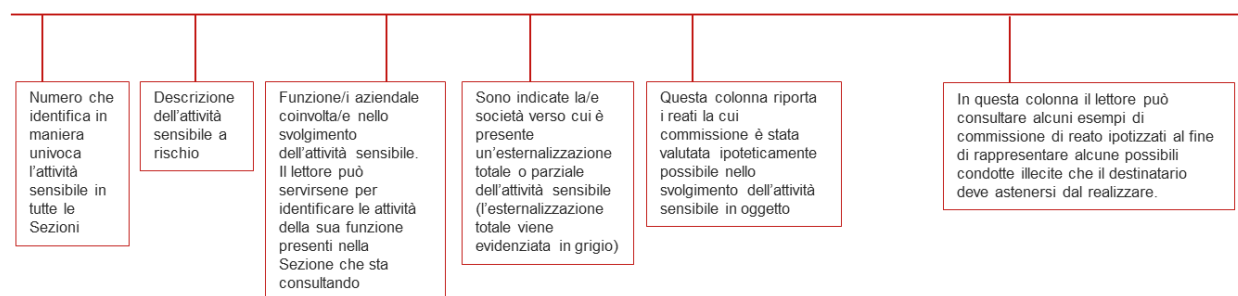 Numero che
identifica in
maniera
univoca
l'attività
sensibile in
tutte le
Sezioni
Descrizione
dell'attività
sensibile a
rischio
Funzione/i aziendale
coinvolta/e nello
svolgimento
dell'attività sensibile.
Il lettore può
servirsene per
identificare le attività
della sua funzione
presenti nella
Sezione che sta
consultando
Sono indicate la/e
società verso cui è
presente
un'esternalizzazione
totale o parziale
dell'attività sensibile
(l'esternalizzazione
totale viene
evidenziata in grigio)
Questa colonna riporta
i reati la cui
commissione è stata
valutata ipoteticamente
possibile nello
svolgimento dell'attività
sensibile in oggetto
In questa colonna il lettore può
consultare alcuni esempi di
commissione di reato ipotizzati al fine
di rappresentare alcune possibili
condotte illecite che il destinatario
deve astenersi dal realizzare.